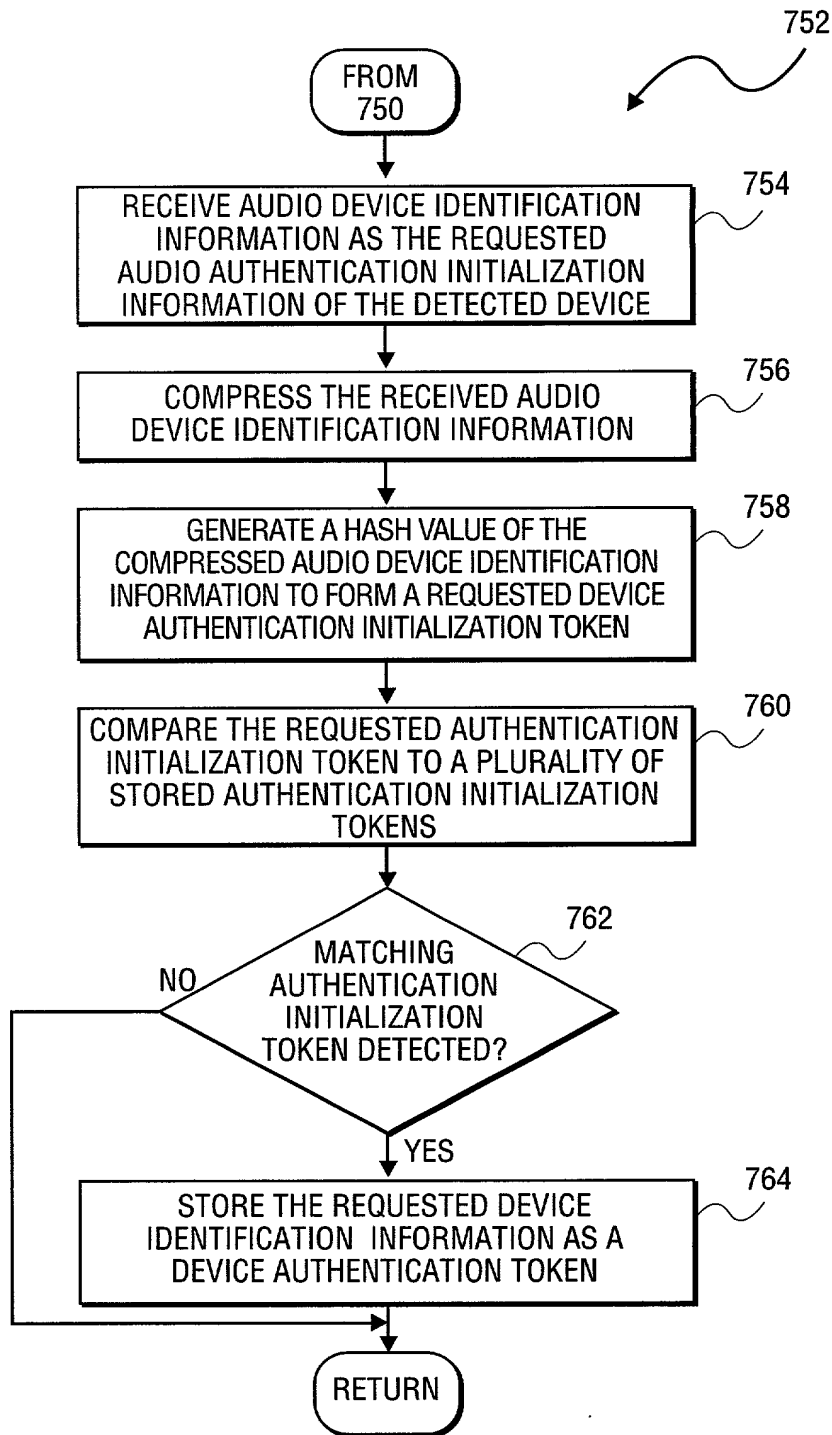 752
FROM
750
754
RECEIVE AUDIO DEVICE IDENTIFICATION
INFORMATION AS THE REQUESTED
AUDIO AUTHENTICATION INITIALIZATION
INFORMATION OF THE DETECTED DEVICE
756
COMPRESS THE RECEIVED AUDIO
DEVICE IDENTIFICATION INFORMATION
758
GENERATE A HASH VALUE OF THE
COMPRESSED AUDIO DEVICE IDENTIFICATION
INFORMATION TO FORM A REQUESTED DEVICE
AUTHENTICATION INITIALIZATION TOKEN
760
COMPARE THE REQUESTED AUTHENTICATION
INITIALIZATION TOKEN TO A PLURALITY OF
STORED AUTHENTICATION INITIALIZATION
TOKENS
762
MATCHING
AUTHENTICATION
INITIALIZATION
TOKEN DETECTED?
NO
YES
764
STORE THE REQUESTED DEVICE
IDENTIFICATION INFORMATION AS A
DEVICE AUTHENTICATION TOKEN
RETURN